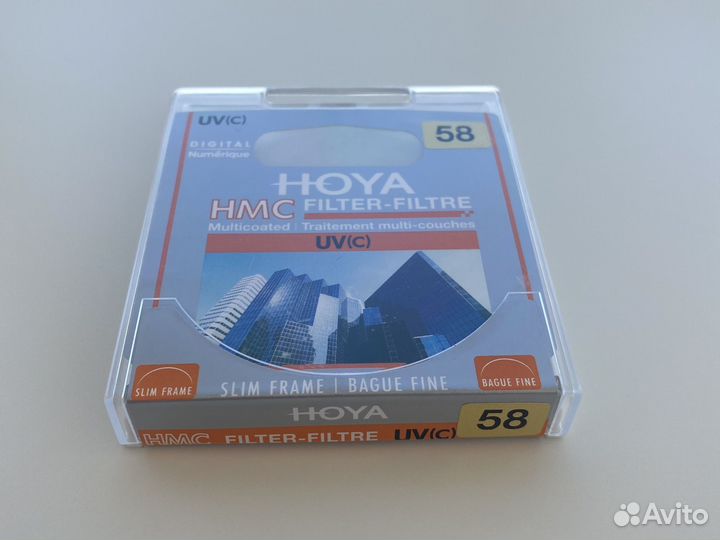 UV(C)
58
DIGITAL
Numérique
HOYA
HMC FILTER-FILTRE
Multicoated | Traitement multi-couches
UV(C)
SLIM FRAME
SLIM FRAME | BAGUE FINE
BAGUE FINE
HOYA
58
HMC FILTER-FILTRE UV(C)
Avito